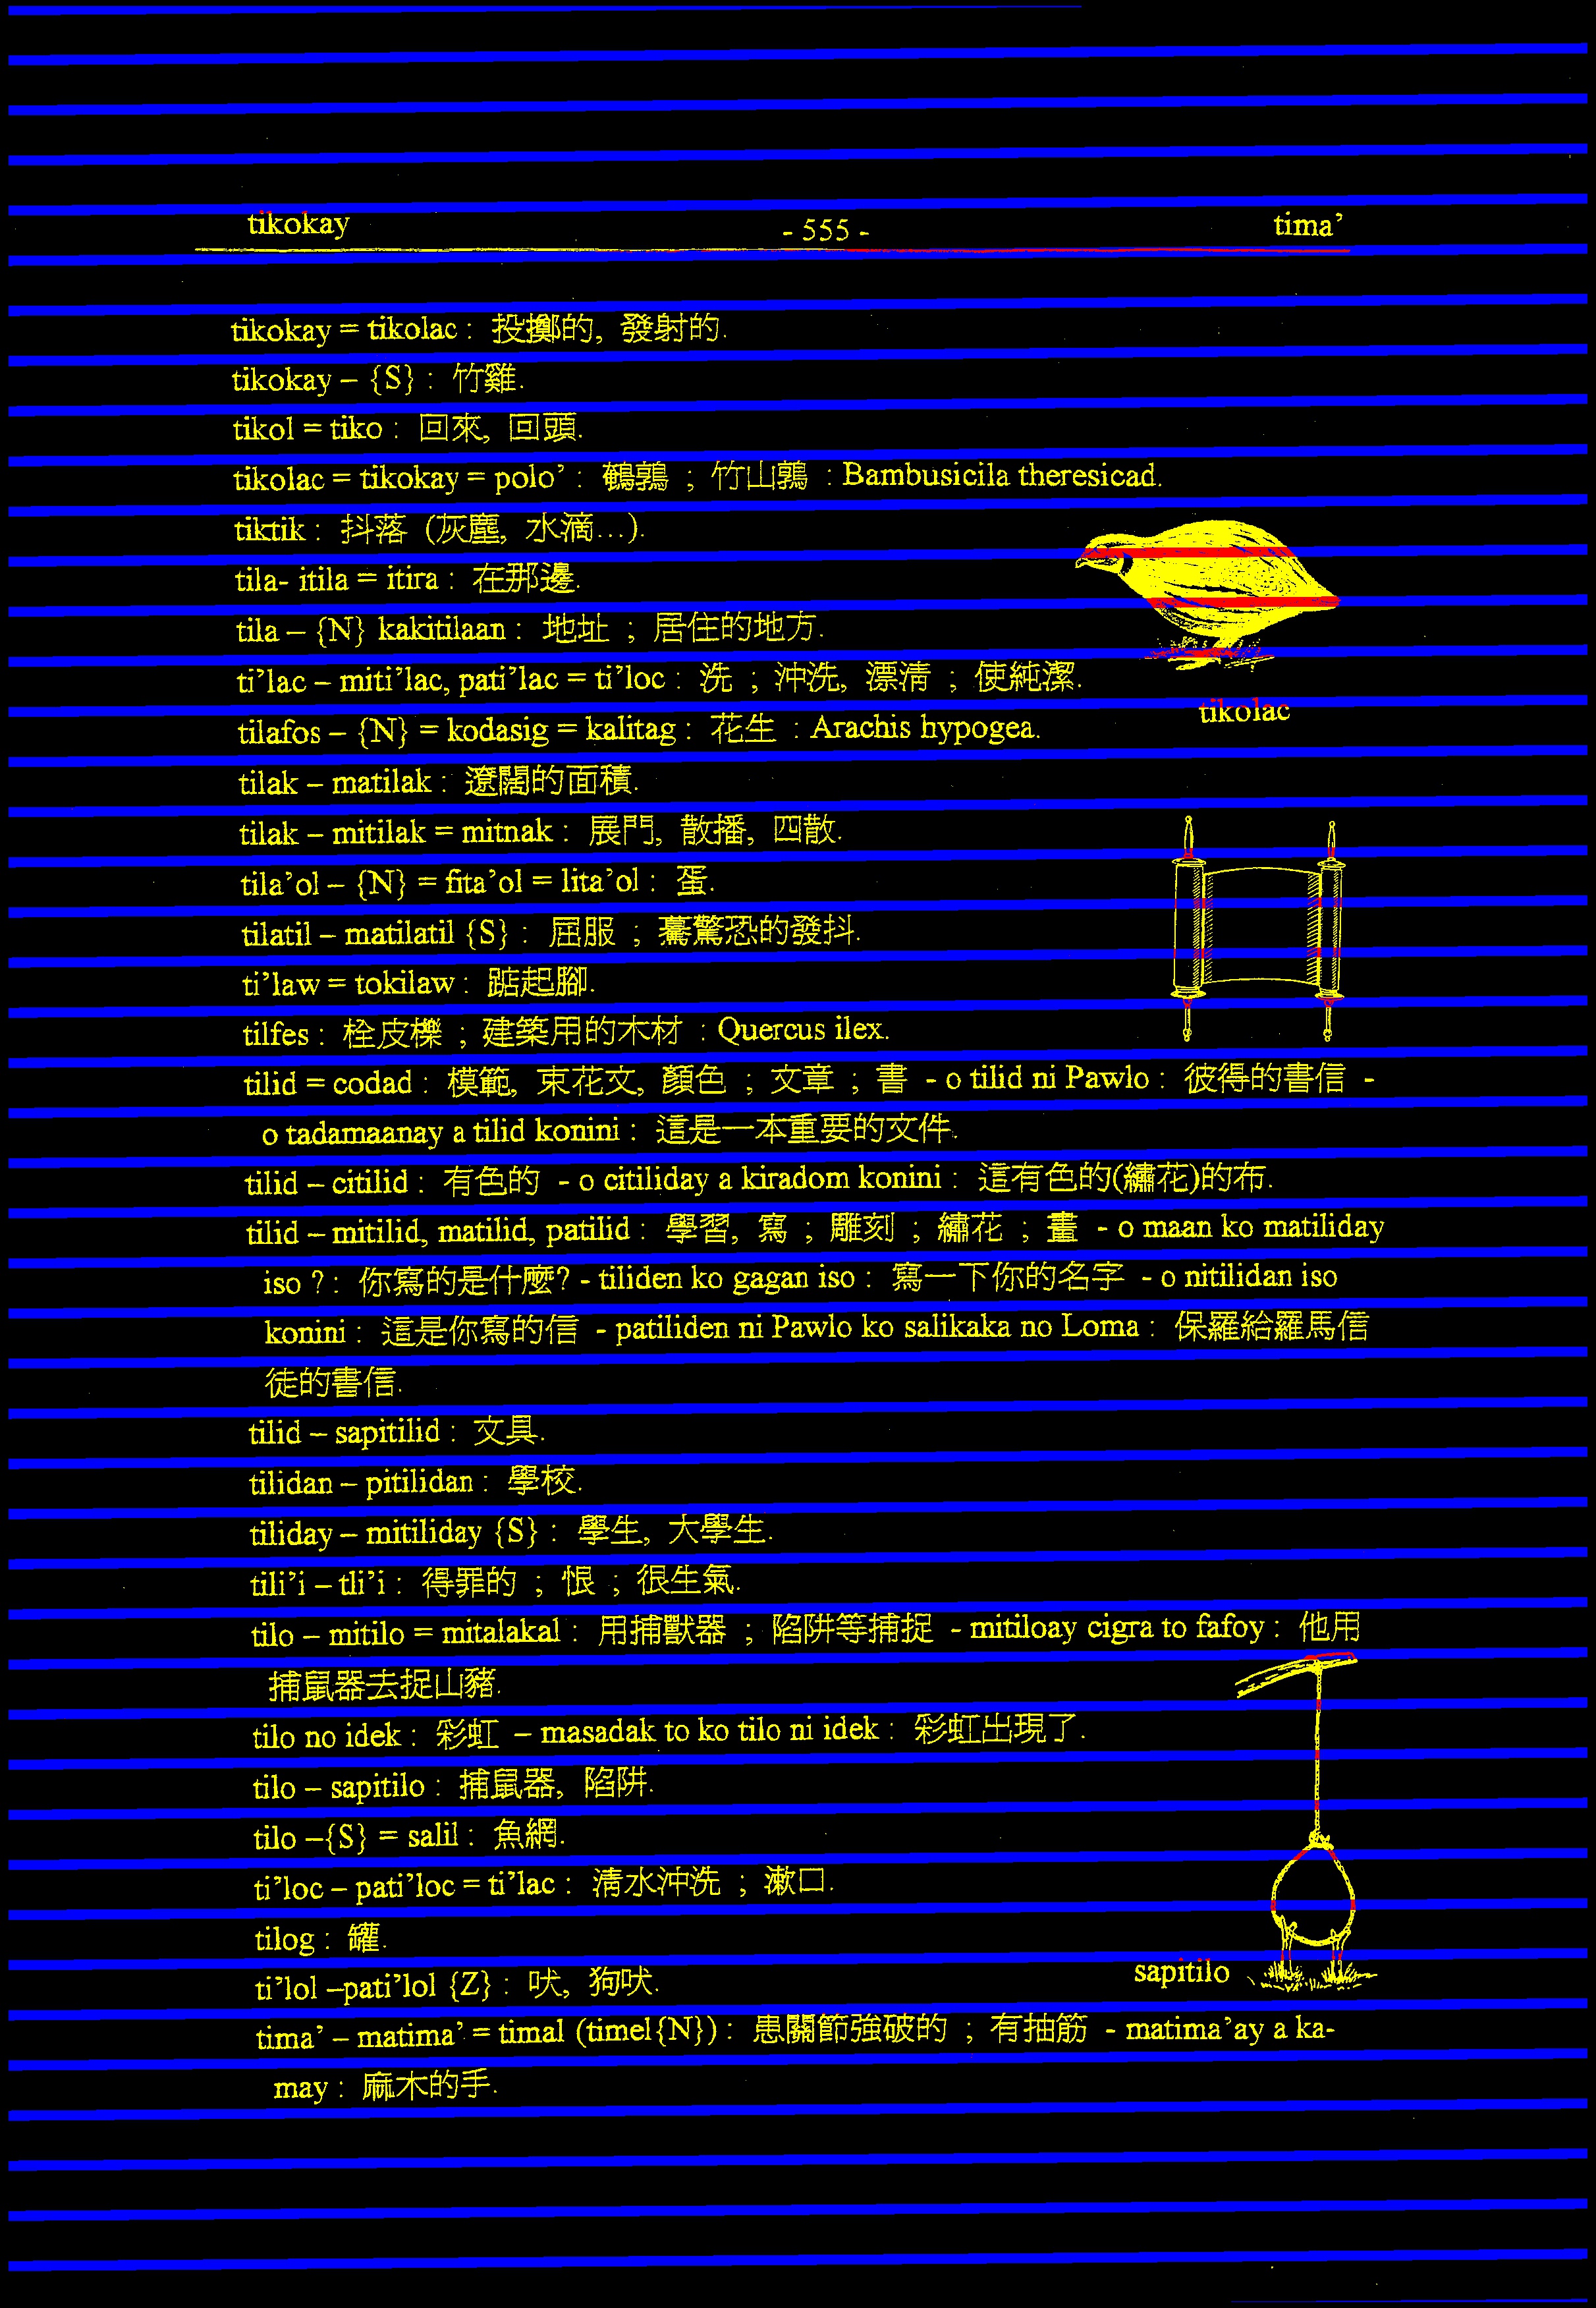 tikokay - 555 - tima’
tikokay = tikolac : 投擲的, 發射的.
tikokay – {S} : 竹雞.
tikol = tiko : 回來, 回頭.
tikolac = tikokay = polo’ : 鵪鶉 ; 竹山鶉 : Bambusicila theresicad.
tiktik : 抖落 (灰塵, 水滴...).
tila- itila = itira : 在那邊.
tila – {N} kakitilaan : 地址 ; 居住的地方.
ti’lac – miti’lac, pati’lac = ti’loc : 洗 ; 沖洗, 漂清 ; 使純潔.
tikolac
tilafos – {N} = kodasig = kalitag : 花生 : Arachis hypogea.
tilak – matilak : 遼闊的面積.
tilak – mitilak = mitnak : 展門, 散播, 四散.
tila’ol – {N} = fita’ol = lita’ol : 蛋.
tilatil – matilatil {S} : 屈服 ; 驚恐的發抖.
ti’law = tokilaw : 踮起腳.
tilfes : 栓皮櫟 ; 建築用的木材 : Quercus ilex.
tilid = codad : 模範, 束花文, 顏色 ; 文章 ; 書 - o tilid ni Pawlo : 彼得的書信 -
o tadamaanay a tilid konini : 這是一本重要的文件.
tilid – citilid : 有色的 - o citiliday a kiradom konini : 這有色的(繡花)的布.
tilid – mitilid, matilid, patilid : 學習, 寫 ; 雕刻 ; 繡花 ; 畫 - o maan ko matiliday
iso ? : 你寫的是什麼? - tiliden ko gagan iso : 寫一下你的名字 - o nitilidan iso
konini : 這是你寫的信 - patiliden ni Pawlo ko salikaka no Loma : 保羅給羅馬信
徒的書信.
tilid – sapitilid : 文具.
tilidan – pitilidan : 學校.
tiliday – mitiliday {S} : 學生, 大學生.
tili’i – tli’i : 得罪的 ; 恨 ; 很生氣.
tilo – mitilo = mitalakal : 用捕獸器 ; 陷阱等捕捉 - mitiloay cigra to fafoy : 他用
捕鼠器去捉山豬.
tilo no idek : 彩虹 – masadak to ko tilo ni idek : 彩虹出現了.
tilo – sapitilo : 捕鼠器, 陷阱.
tilo –{S} = salil : 魚網.
ti’loc – pati’loc = ti’lac : 清水沖洗 ; 漱口.
tilog : 罐.
sapitilo
ti’lol –pati’lol {Z} : 吠, 狗吠.
tima’ – matima’ = timal (timel{N}) : 患關節強破的 ; 有抽筋 - matima’ay a ka-
may : 麻木的手.